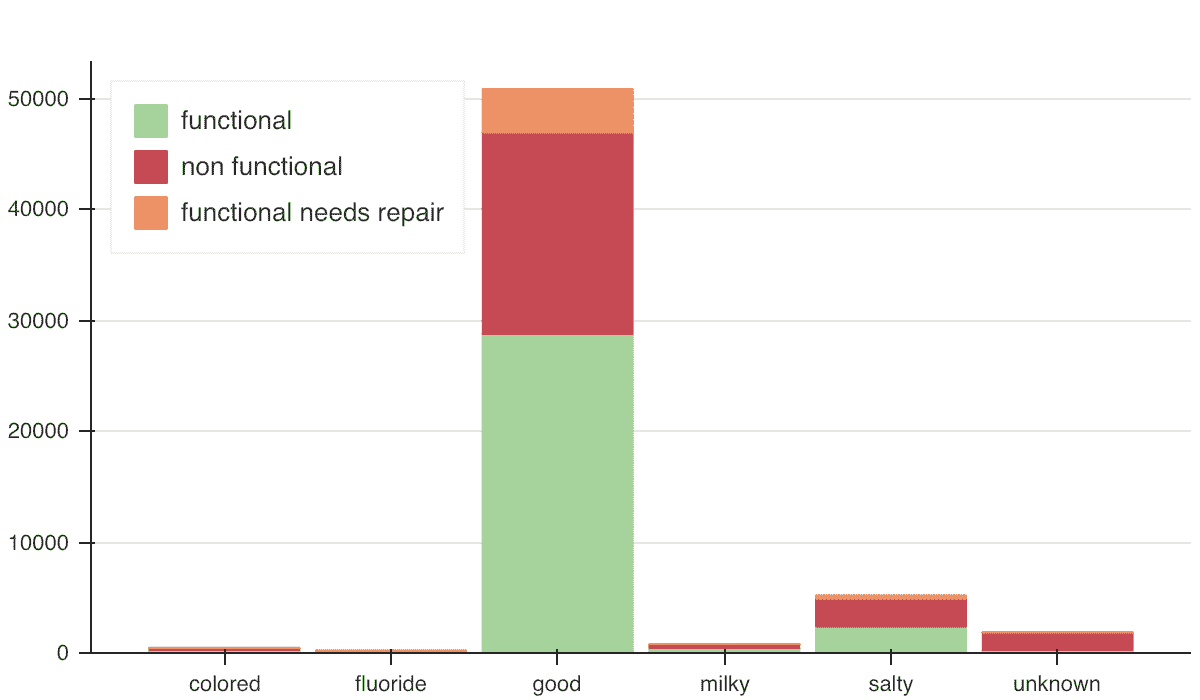 50000
40000
30000
20000
10000
0
functional
non functional
functional needs repair
colored fluoride good milky salty unknown